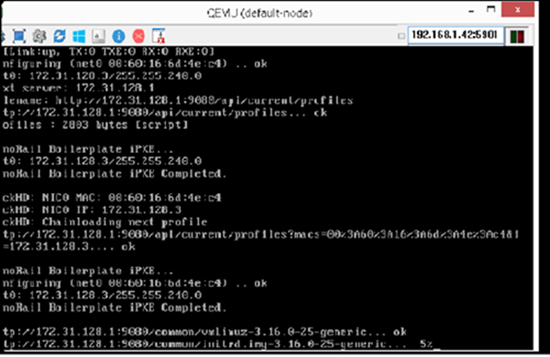 QEMU (default-node)
192.168.1.42:5901
[Link:up, TX:0 TXE:0 RX:0 RXE:0]
nfiguring (net0 00:60:16:6d:4e:c4) .. ok
t0: 172.31.128.3/255.255.240.0
xt server: 172.31.128.1
lename: http://172.31.128.1:9080/api/current/profiles
tp://172.31.128.1:9080/api/current/profiles... ok
ofiles : 2803 bytes [script]
noRail Boilerplate iPXE...
t0: 172.31.128.3/255.255.240.0
noRail Boilerplate iPXE Completed.
ckHD: NIC0 MAC: 00:60:16:6d:4e:c4
ckHD: NIC0 IP: 172.31.128.3
ckHD: Chainloading next profile
tp://172.31.128.1:9080/api/current/profiles?macs=00%3A60%3A16%3A6d%3A4e%3Ac4&i
=172.31.128.3.... ok
noRail Boilerplate iPXE...
nfiguring (net0 00:60:16:6d:4e:c4) .. ok
t0: 172.31.128.3/255.255.240.0
noRail Boilerplate iPXE Completed.
tp://172.31.128.1:9080/common/vmlinuz-3.16.0-25-generic... ok
tp://172.31.128.1:9080/common/initrd.img-3.16.0-25-generic... 5%_